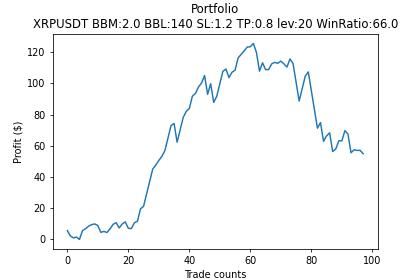 Portfolio
XRPUSDT BBM:2.0 BBL:140 SL:1.2 TP:0.8 lev:20 WinRatio:66.0
120
100
80
60
40
20
0
Profit ($)
0 20 40 60 80 100
Trade counts